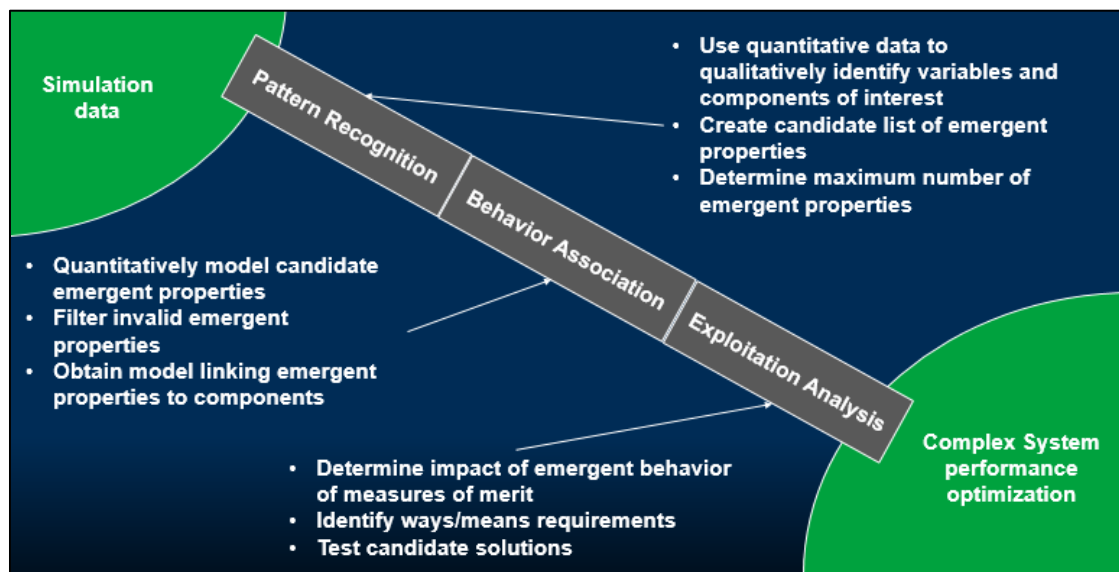 Simulation
data
Pattern Recognition
• Use quantitative data to
qualitatively identify variables and
components of interest
• Create candidate list of emergent
properties
• Determine maximum number of
emergent properties
Behavior Association
• Quantitatively model candidate
emergent properties
• Filter invalid emergent
properties
• Obtain model linking emergent
properties to components
Exploitation Analysis
• Determine impact of emergent behavior
of measures of merit
• Identify ways/means requirements
• Test candidate solutions
Complex System
performance
optimization